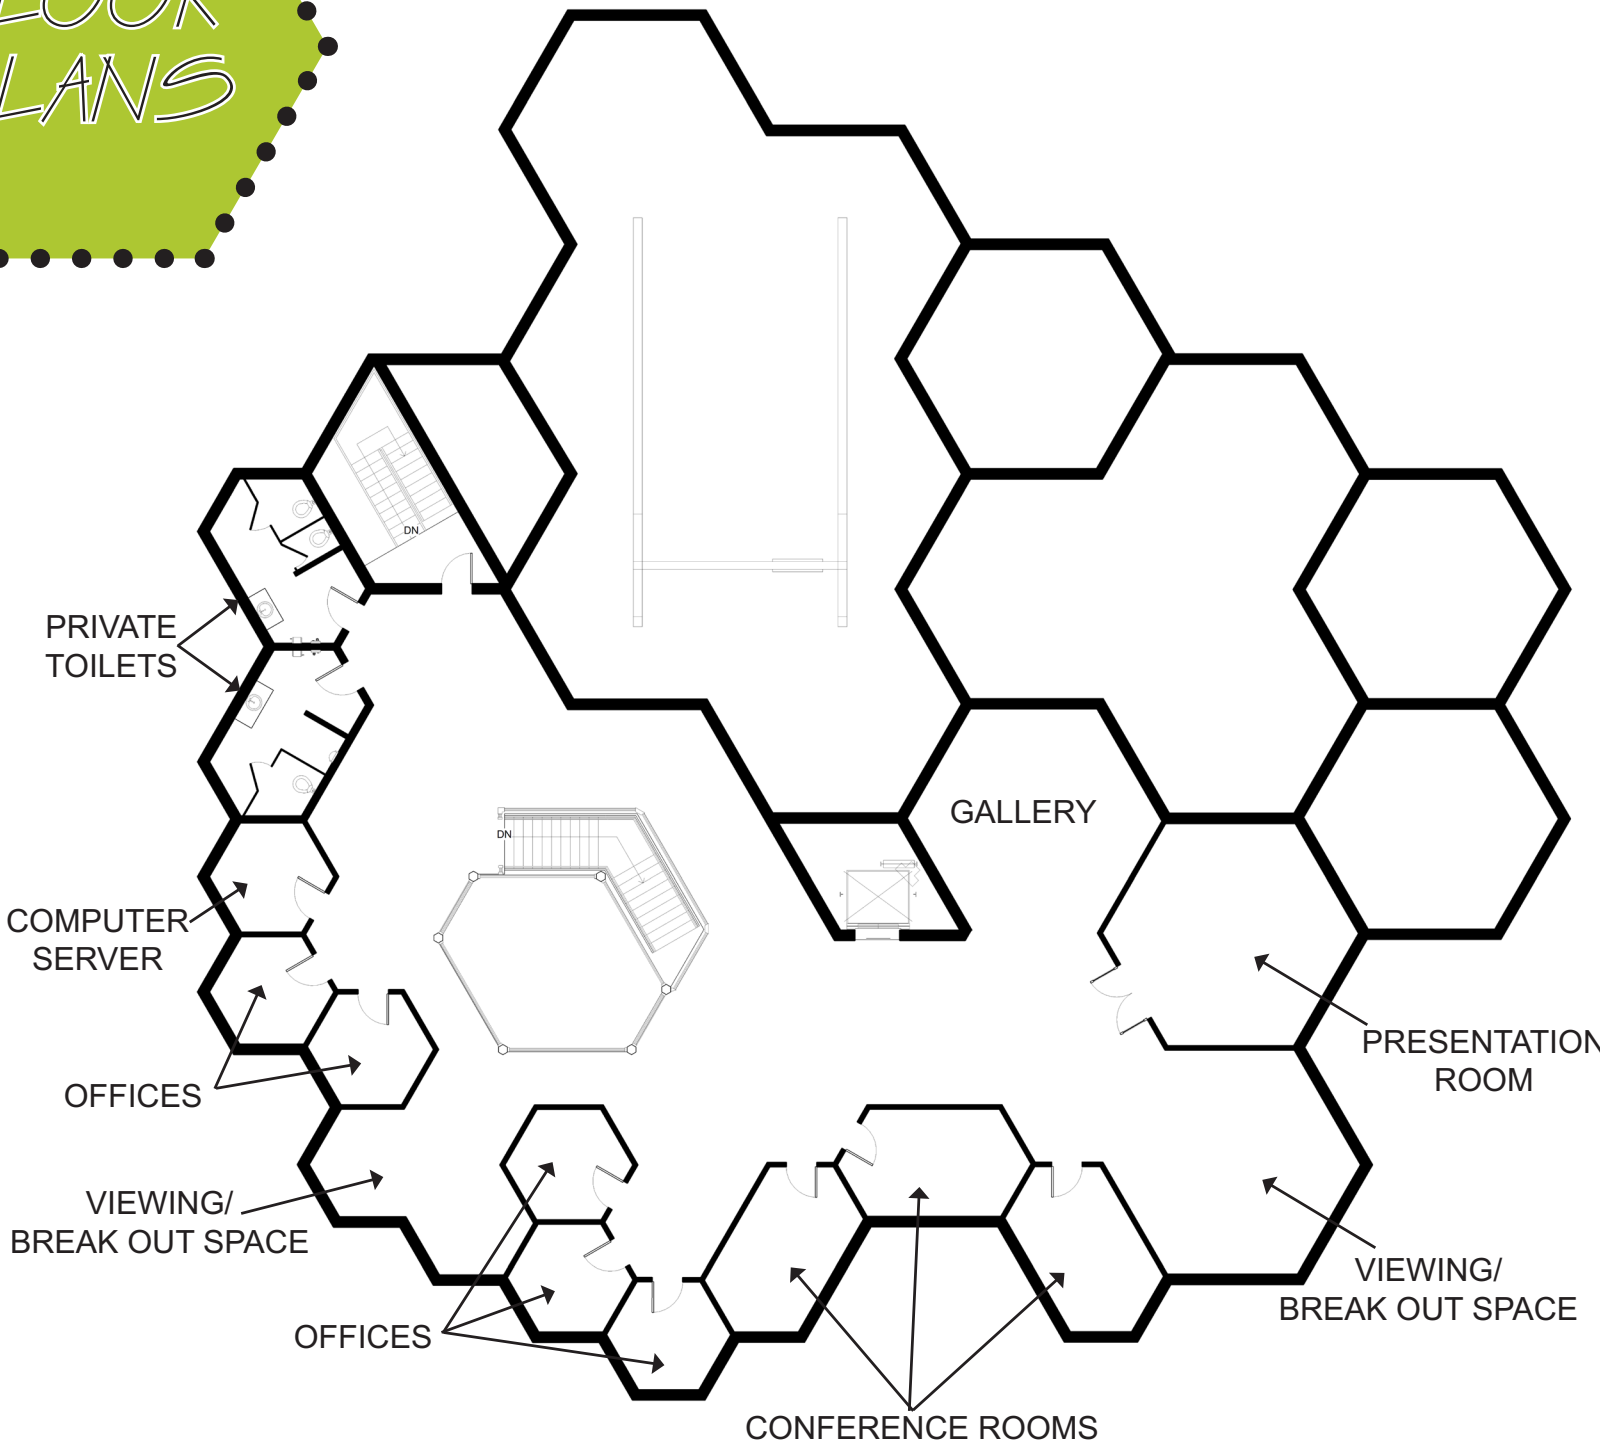 LOOR
LANS
DN
PRIVATE
TOILETS
GALLERY
DN
COMPUTER
SERVER
PRESENTATION
ROOM
OFFICES
VIEWING/
BREAK OUT SPACE
VIEWING/
BREAK OUT SPACE
OFFICES
CONFERENCE ROOMS